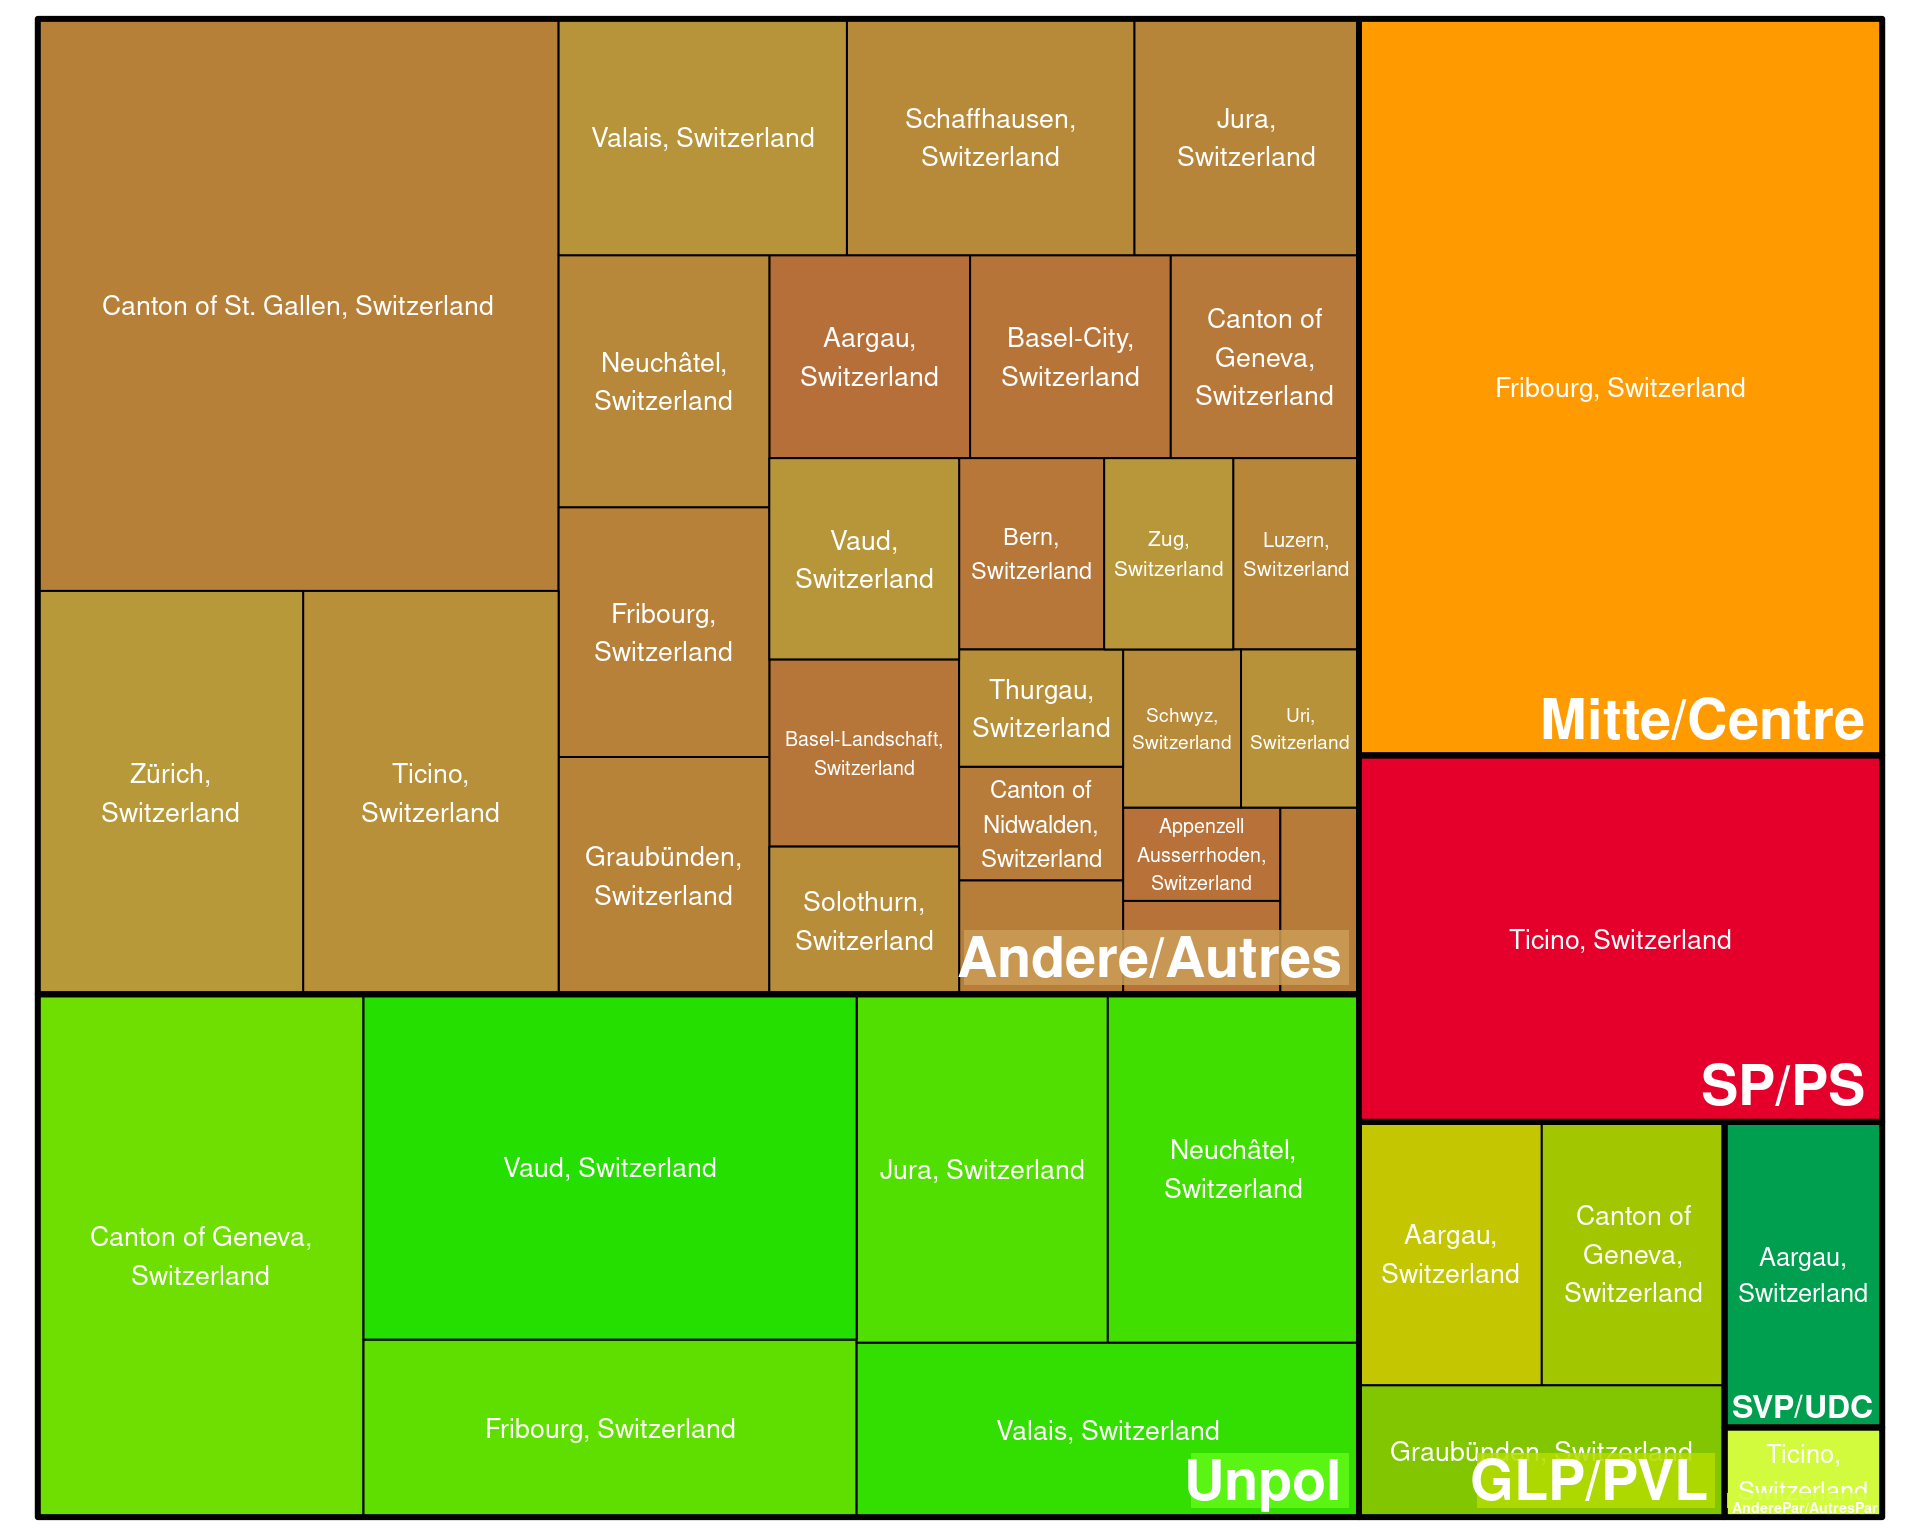 Canton of St. Gallen, Switzerland
Valais, Switzerland
Schaffhausen,
Switzerland
Jura,
Switzerland
Neuchâtel,
Switzerland
Aargau,
Switzerland
Basel-City,
Switzerland
Canton of
Geneva,
Switzerland
Fribourg,
Switzerland
Vaud,
Switzerland
Bern,
Switzerland
Zug,
Switzerland
Luzern,
Switzerland
Zürich,
Switzerland
Ticino,
Switzerland
Graubünden,
Switzerland
Basel-Landschaft,
Switzerland
Solothurn,
Switzerland
Thurgau,
Switzerland
Schwyz,
Switzerland
Uri,
Switzerland
Canton of
Nidwalden,
Switzerland
Appenzell
Ausserrhoden,
Switzerland
Andere/Autres
Canton of Geneva,
Switzerland
Vaud, Switzerland
Jura, Switzerland
Neuchâtel,
Switzerland
Fribourg, Switzerland
Valais, Switzerland
Unpol
Fribourg, Switzerland
Mitte/Centre
Ticino, Switzerland
SP/PS
Aargau,
Switzerland
Canton of
Geneva,
Switzerland
Graubünden, Switzerland
GLP/PVL
Aargau,
Switzerland
SVP/UDC
Ticino,
Switzerland
AnderePar/AutresPar